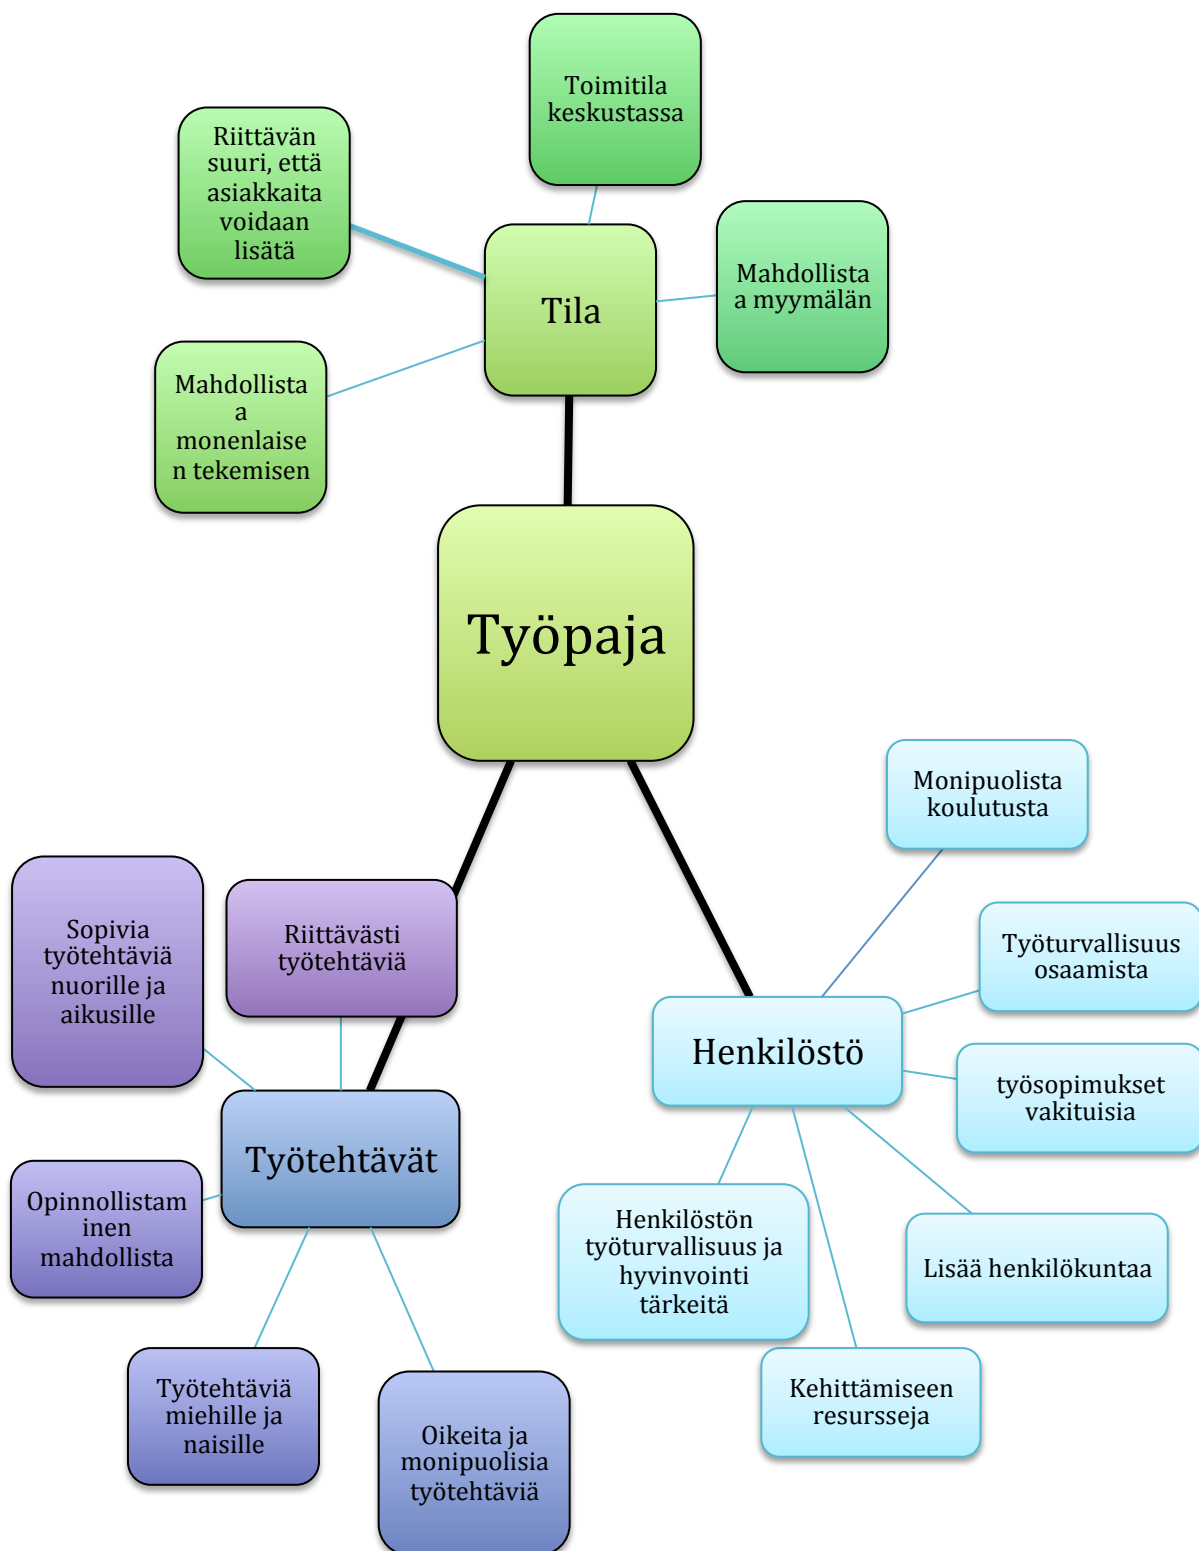 Toimitila
keskustassa
Riittävän
suuri, että
asiakkaita
voidaan
lisätä
Mahdollista
a myymälän
Tila
Mahdollista
a
monenlaise
n tekemisen
Työpaja
Monipuolista
koulutusta
Sopivia
työtehtäviä
nuorille ja
aikusille
Riittävästi
työtehtäviä
Työturvallisuus
osaamista
Henkilöstö
työsopimukset
vakituisia
Työtehtävät
Opinnollistam
inen
mahdollista
Henkilöstön
työturvallisuus ja
hyvinvointi
tärkeitä
Lisää henkilökuntaa
Työtehtäviä
miehille ja
naisille
Oikeita ja
monipuolisia
työtehtäviä
Kehittämiseen
resursseja